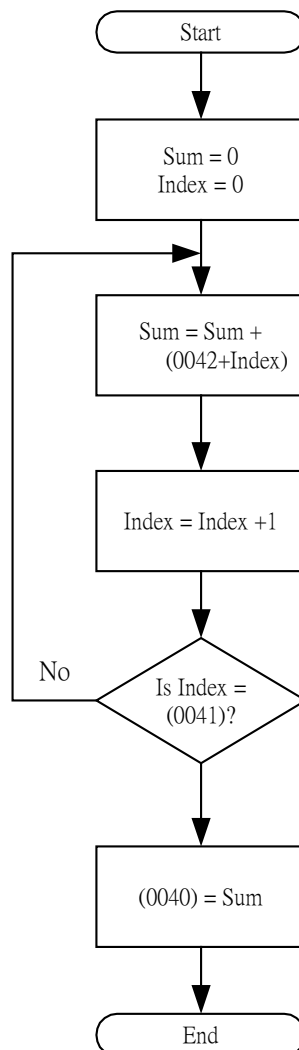 Start
Sum = 0
Index = 0
Sum = Sum +
(0042+Index)
Index = Index +1
No
Is Index =
(0041)?
(0040) = Sum
End